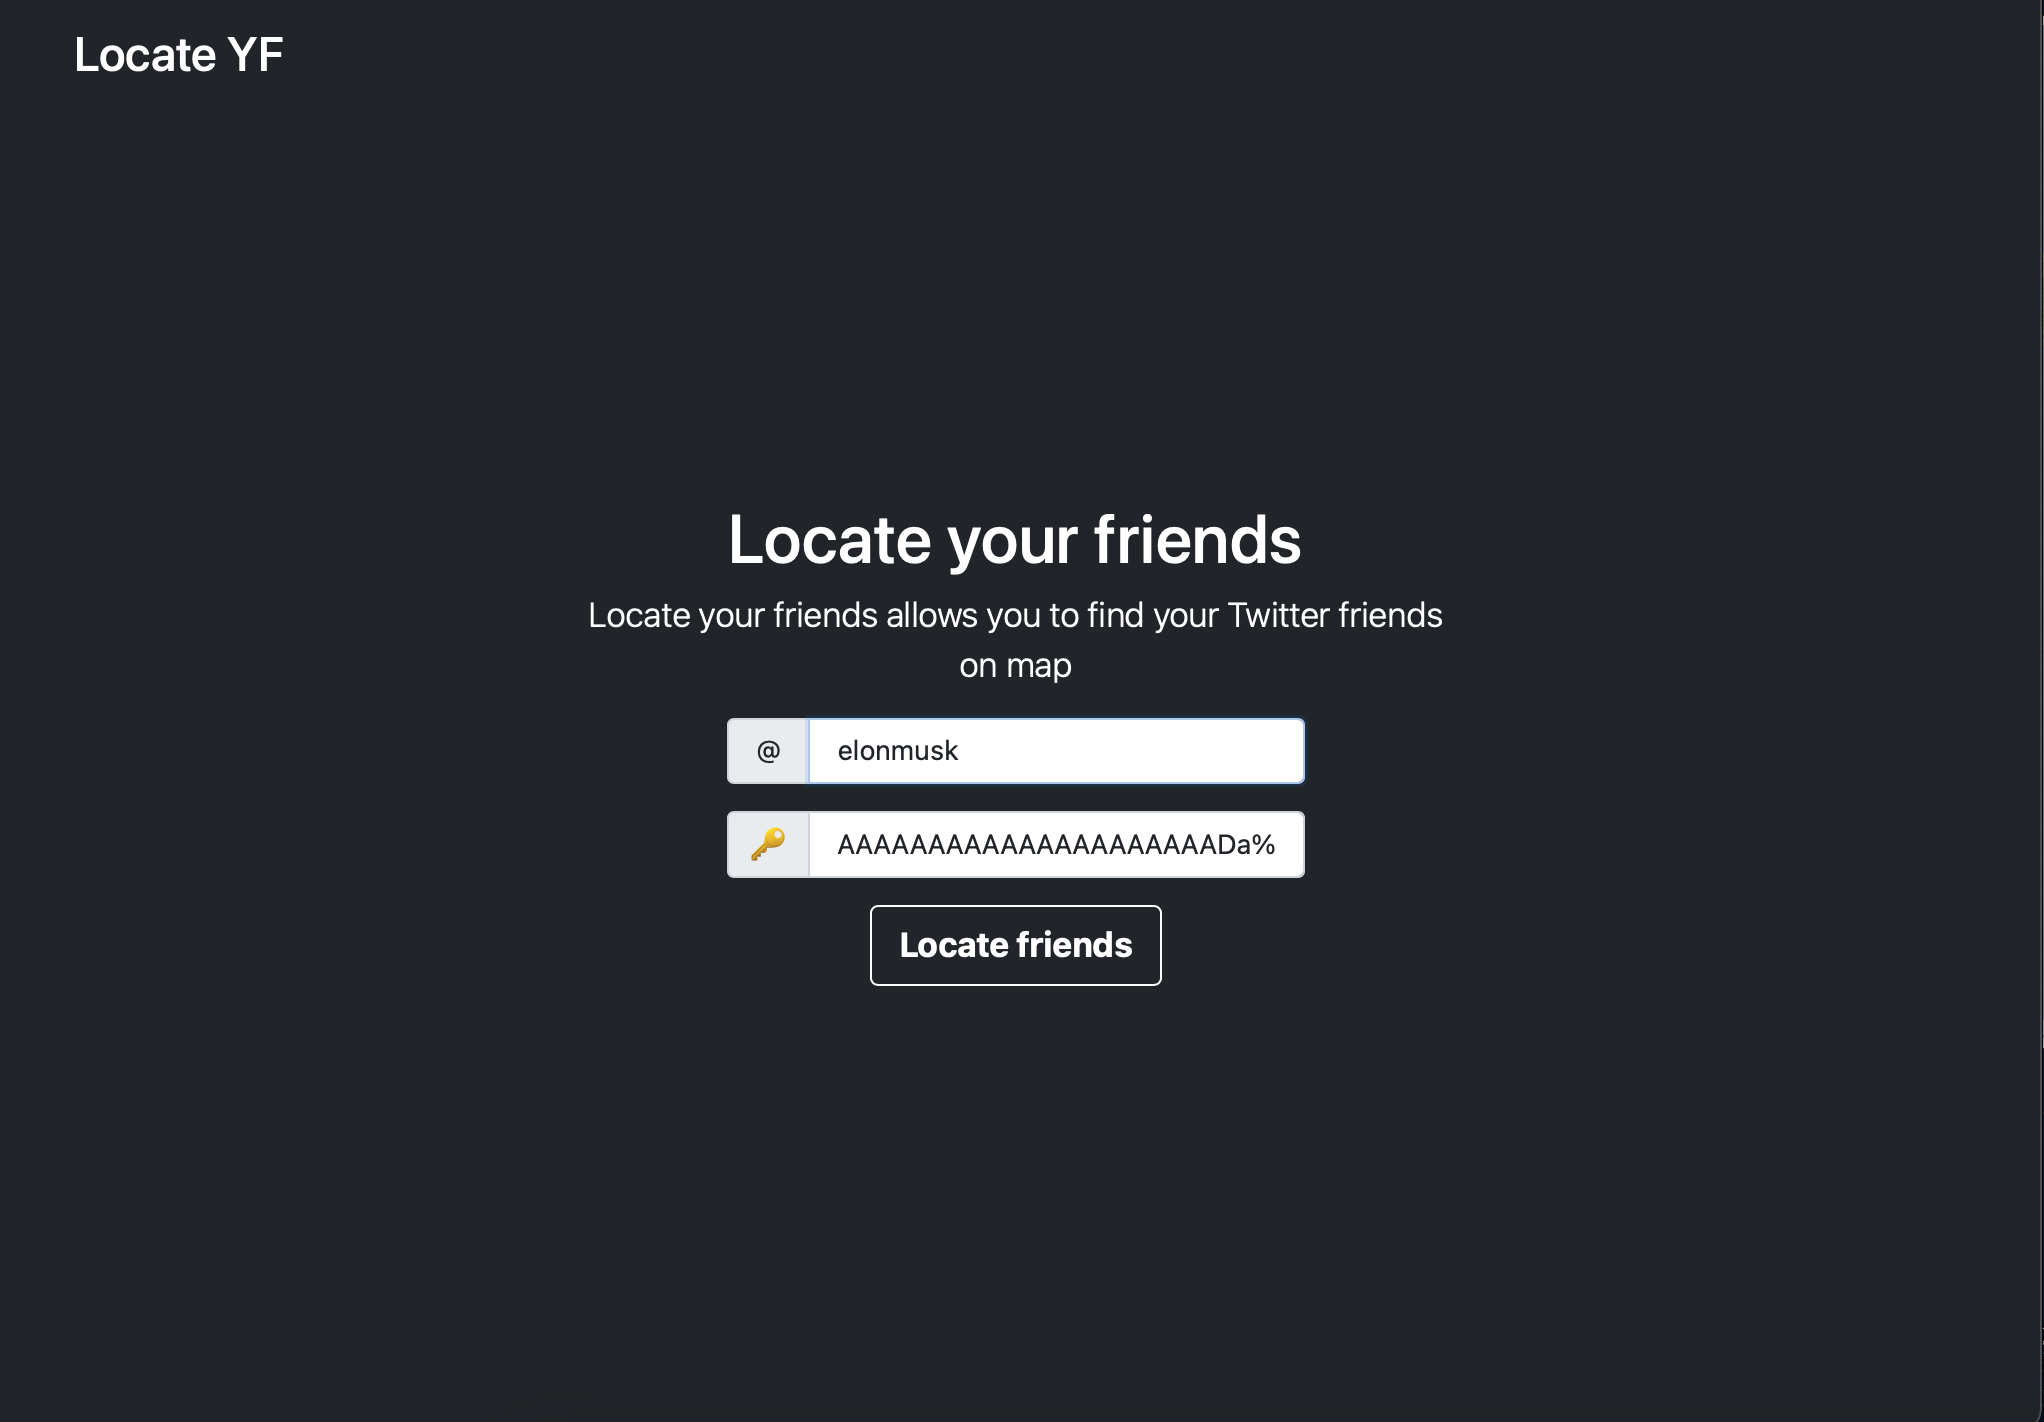 Locate YF
Locate your friends
Locate your friends allows you to find your Twitter friends
on map
@ elonmusk
🔑 AAAAAAAAAAAAAAAAAAAAADa%
Locate friends